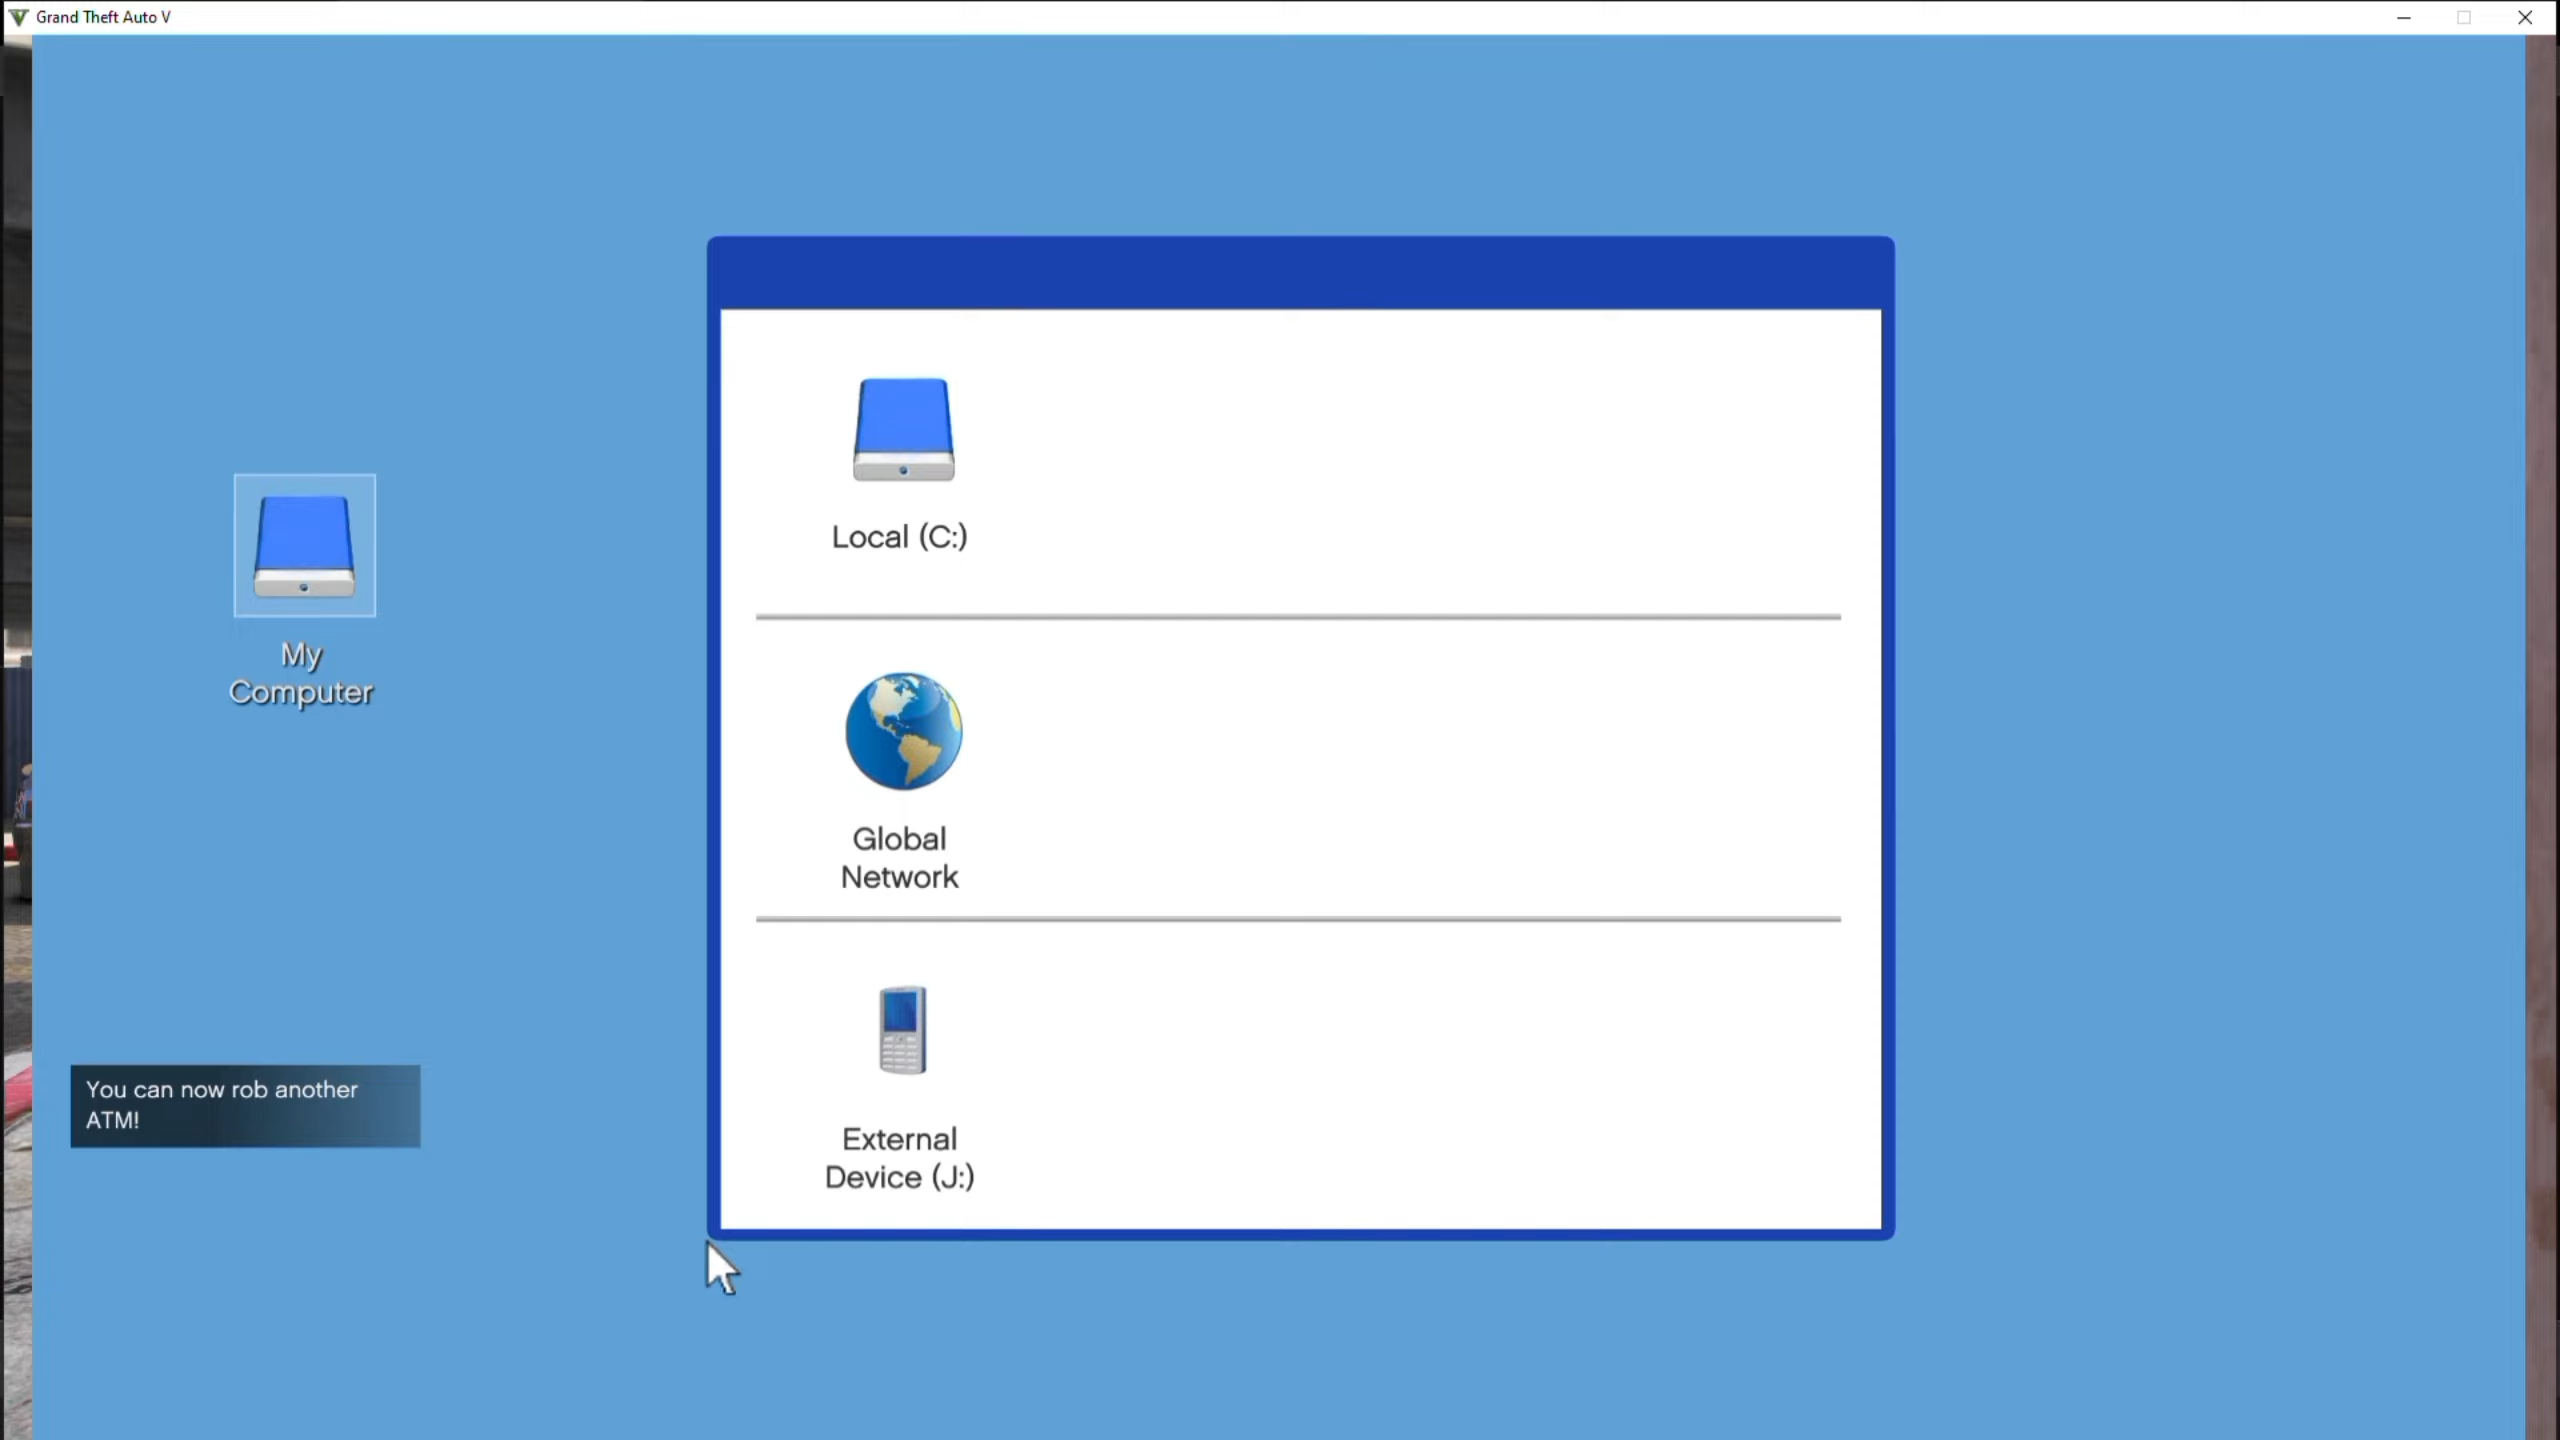 Grand Theft Auto V
Local (C:)
My
Computer
Global
Network
You can now rob another
ATM!
External
Device (J:)